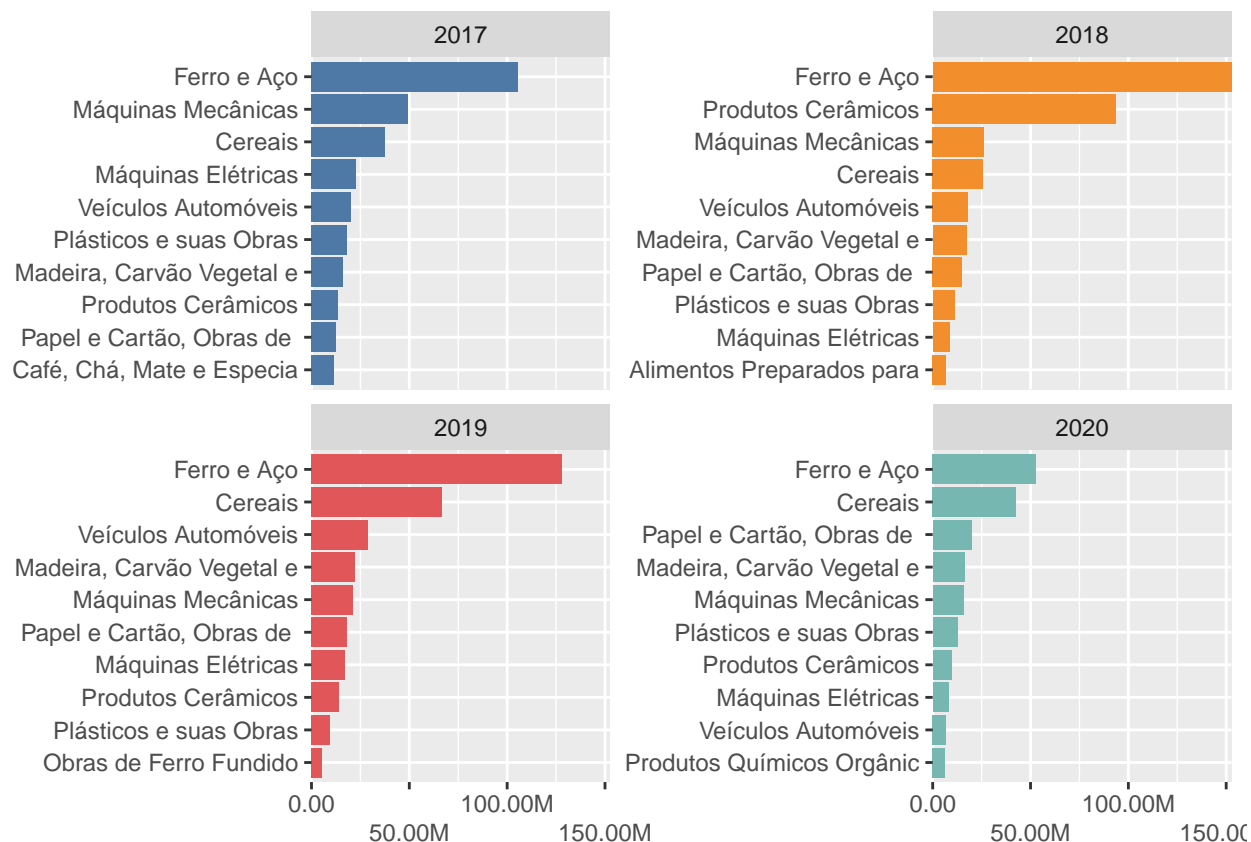 2017
Ferro e Aço
Máquinas Mecânicas
Cereais
Máquinas Elétricas
Veículos Automóveis
Plásticos e suas Obras
Madeira, Carvão Vegetal e
Produtos Cerâmicos
Papel e Cartão, Obras de
Café, Chá, Mate e Especia
2018
Ferro e Aço
Produtos Cerâmicos
Máquinas Mecânicas
Cereais
Veículos Automóveis
Madeira, Carvão Vegetal e
Papel e Cartão, Obras de
Plásticos e suas Obras
Máquinas Elétricas
Alimentos Preparados para
2019
Ferro e Aço
Cereais
Veículos Automóveis
Madeira, Carvão Vegetal e
Máquinas Mecânicas
Papel e Cartão, Obras de
Máquinas Elétricas
Produtos Cerâmicos
Plásticos e suas Obras
Obras de Ferro Fundido
0.00 100.00M
50.00M 150.00M
2020
Ferro e Aço
Cereais
Papel e Cartão, Obras de
Madeira, Carvão Vegetal e
Máquinas Mecânicas
Plásticos e suas Obras
Produtos Cerâmicos
Máquinas Elétricas
Veículos Automóveis
Produtos Químicos Orgânic
0.00 100.00M
50.00M 150.0